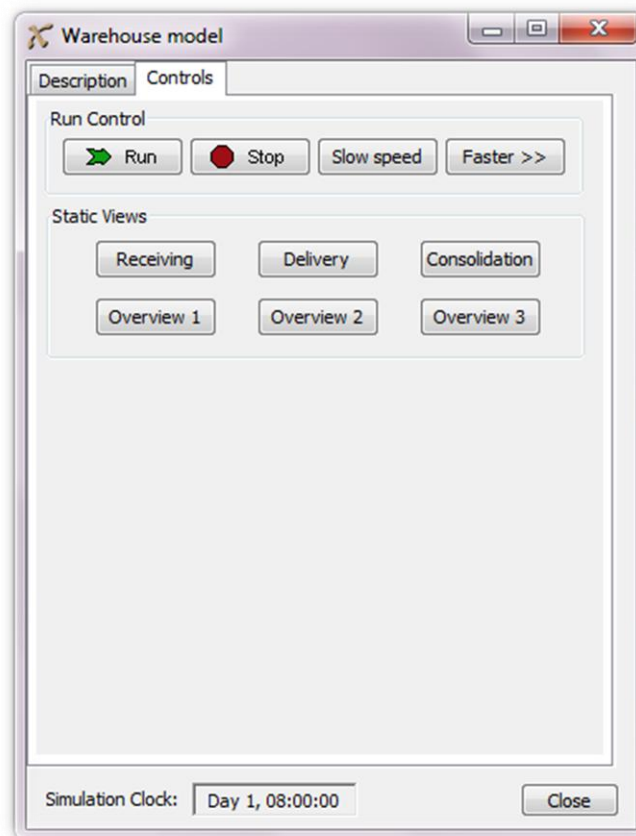 Warehouse model
Description Controls
Run Control
Run Stop Slow speed Faster >>
Static Views
Receiving Delivery Consolidation
Overview 1 Overview 2 Overview 3
Simulation Clock: Day 1, 08:00:00 Close